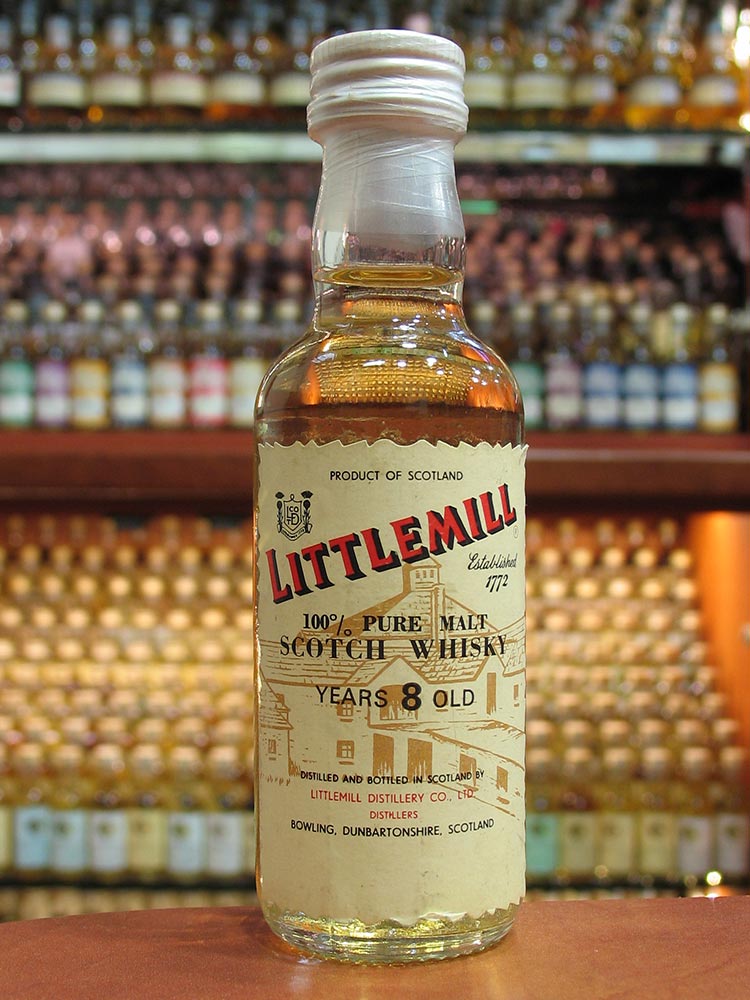 PRODUCT OF SCOTLAND
LITTLEMILL
Established
1772
100% PURE MALT
SCOTCH WHISKY
YEARS 8 OLD
DISTILLED AND BOTTLED IN SCOTLAND BY
LITTLEMILL DISTILLERY CO., LTD.
DISTILLERS
BOWLING, DUNBARTONSHIRE, SCOTLAND